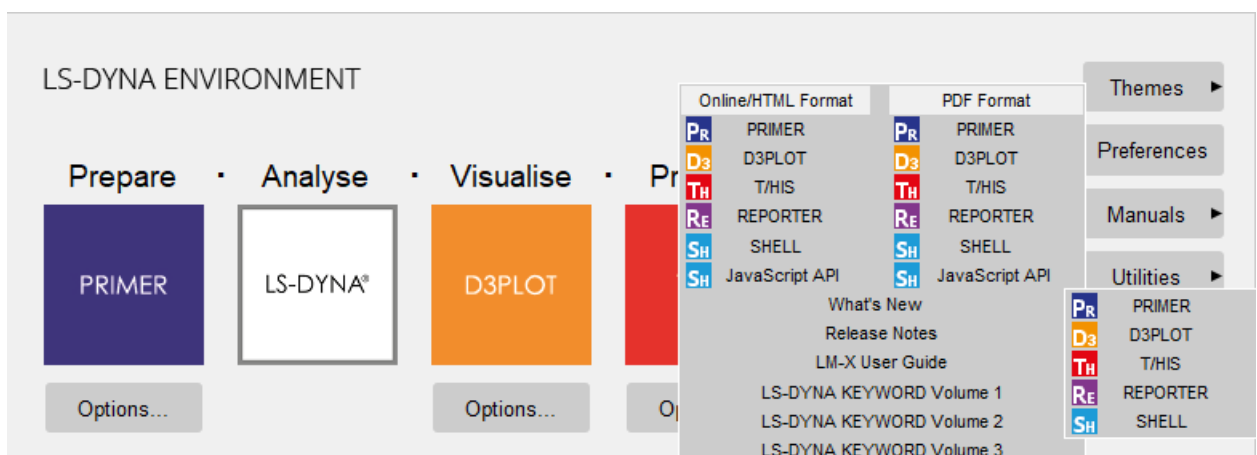 LS-DYNA ENVIRONMENT
Prepare · Analyse · Visualise · Pr
PRIMER
LS-DYNA®
D3PLOT
Options...
Options...
Op
Online/HTML Format PDF Format
PR PRIMER PR PRIMER
D3 D3PLOT D3 D3PLOT
TH T/HIS TH T/HIS
RE REPORTER RE REPORTER
SH SHELL SH SHELL
SH JavaScript API SH JavaScript API
What's New
Release Notes
LM-X User Guide
LS-DYNA KEYWORD Volume 1
LS-DYNA KEYWORD Volume 2
LS-DYNA KEYWORD Volume 3
Themes
Preferences
Manuals
Utilities
PR PRIMER
D3 D3PLOT
TH T/HIS
RE REPORTER
SH SHELL